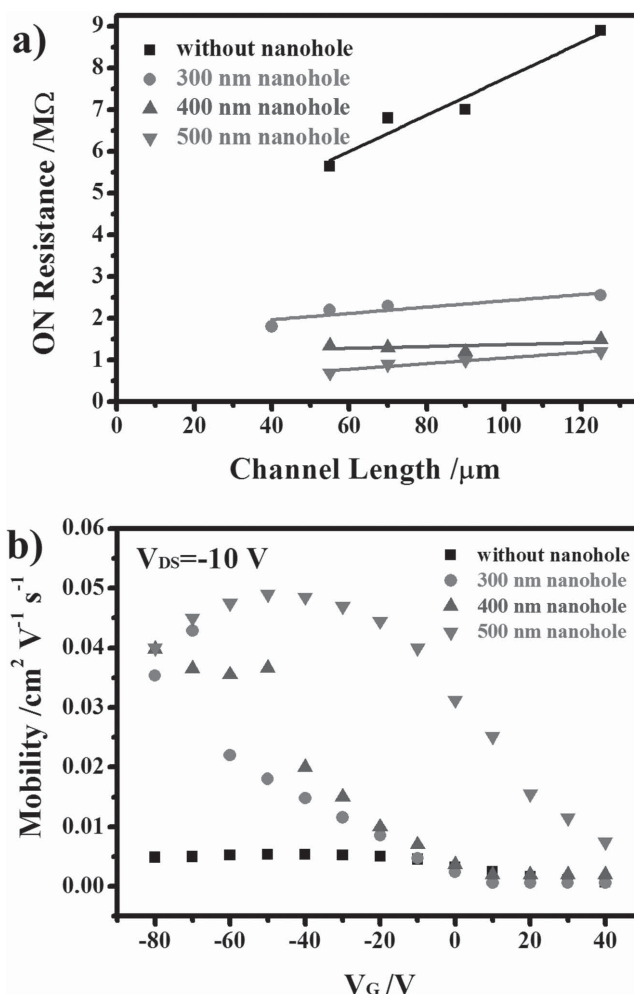 a)
9
8
7
6
5
4
3
2
1
0
ON Resistance /MΩ
without nanohole
300 nm nanohole
400 nm nanohole
500 nm nanohole
0 20 40 60 80 100 120
Channel Length /μm
b)
0.06
0.05
0.04
0.03
0.02
0.01
0.00
Mobility /cm² V⁻¹ s⁻¹
V_DS=-10 V
without nanohole
300 nm nanohole
400 nm nanohole
500 nm nanohole
-80 -60 -40 -20 0 20 40
V_G /V